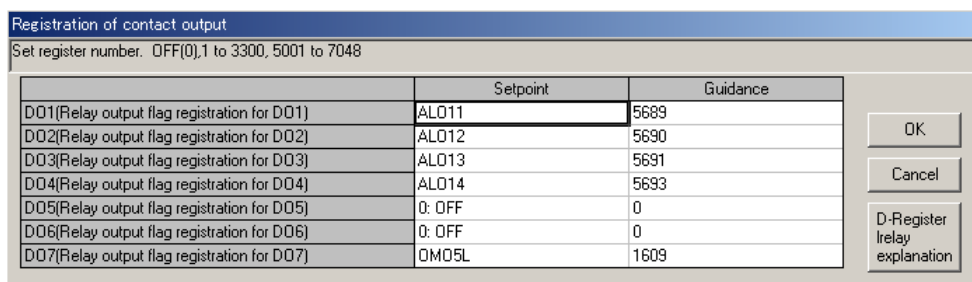 Registration of contact output
Set register number. OFF(0),1 to 3300, 5001 to 7048
Setpoint Guidance
DO1(Relay output flag registration for DO1) ALO11 5689
DO2(Relay output flag registration for DO2) ALO12 5690
DO3(Relay output flag registration for DO3) ALO13 5691
DO4(Relay output flag registration for DO4) ALO14 5693
DO5(Relay output flag registration for DO5) 0: OFF 0
DO6(Relay output flag registration for DO6) 0: OFF 0
DO7(Relay output flag registration for DO7) OMO5L 1609
OK
Cancel
D-Register
Irelay
explanation